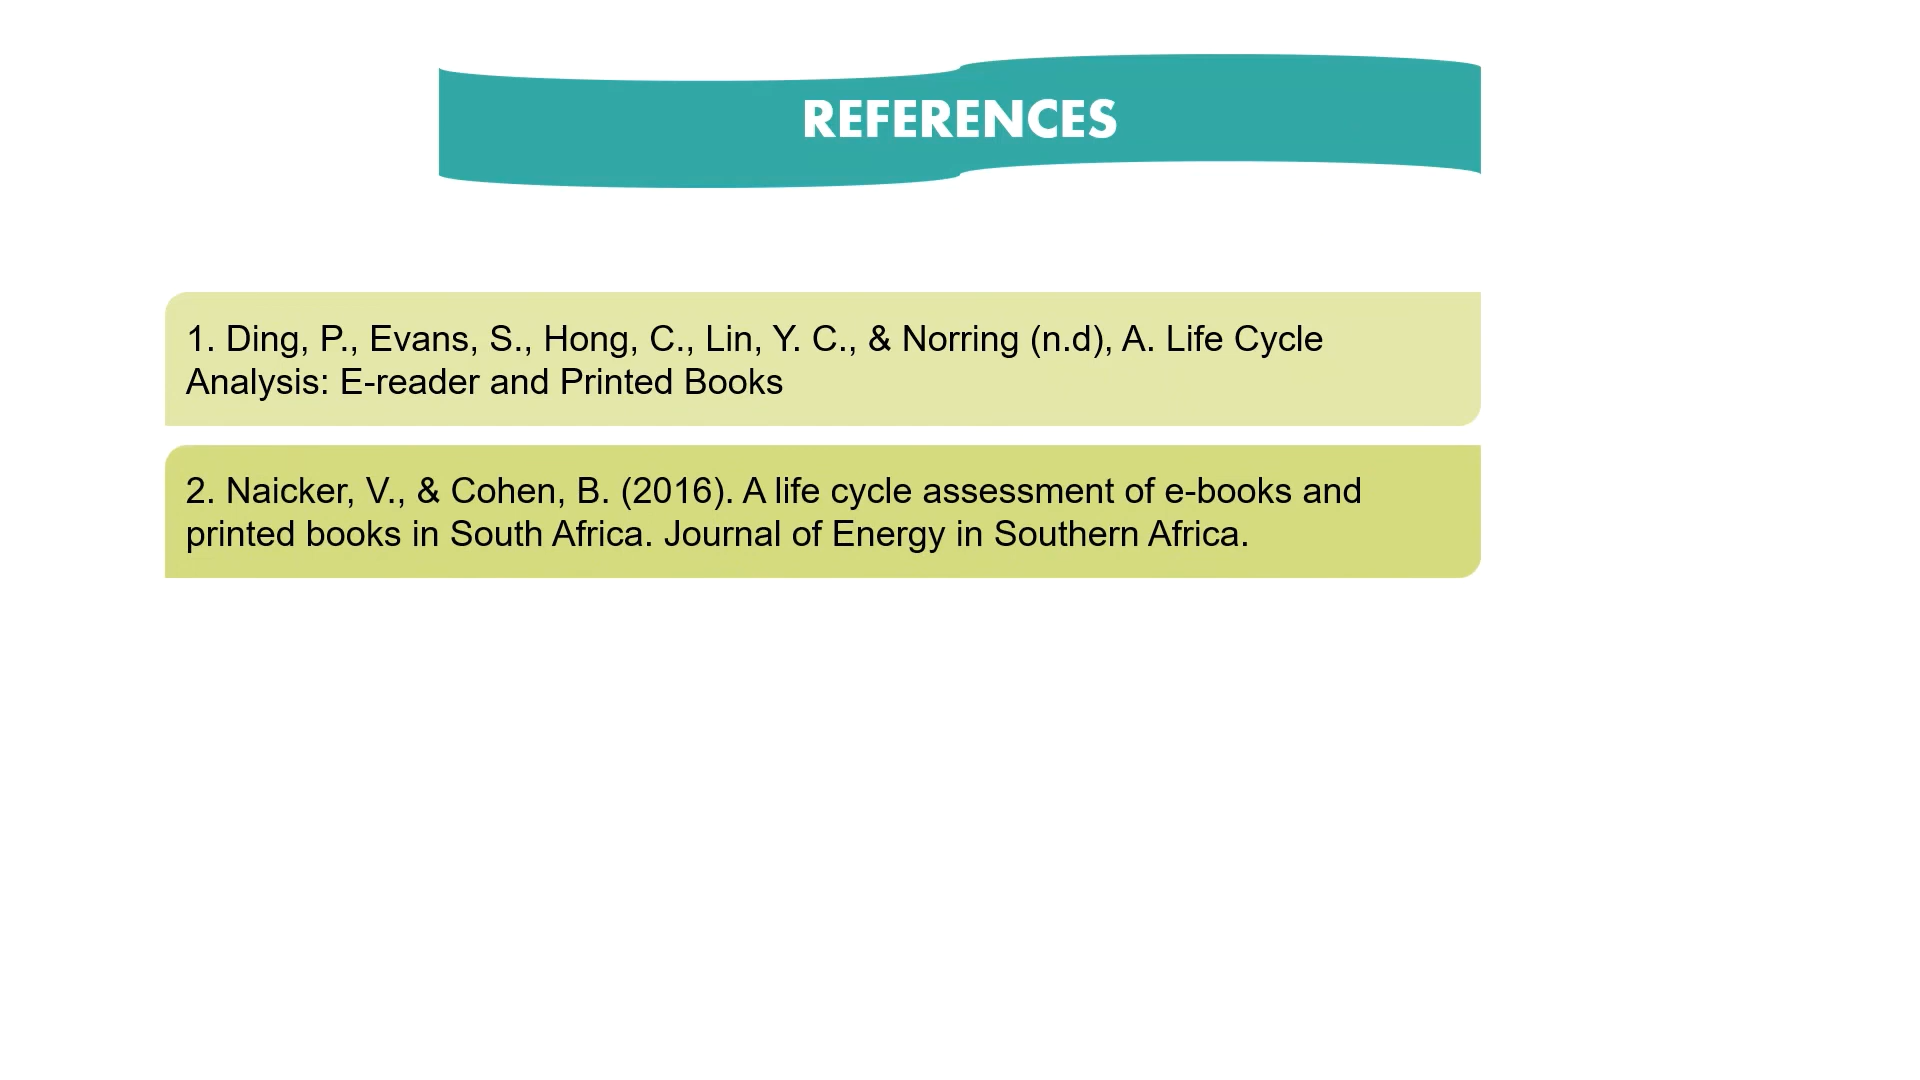 REFERENCES
1. Ding, P., Evans, S., Hong, C., Lin, Y. C., & Norring (n.d), A. Life Cycle
Analysis: E-reader and Printed Books
2. Naicker, V., & Cohen, B. (2016). A life cycle assessment of e-books and
printed books in South Africa. Journal of Energy in Southern Africa.